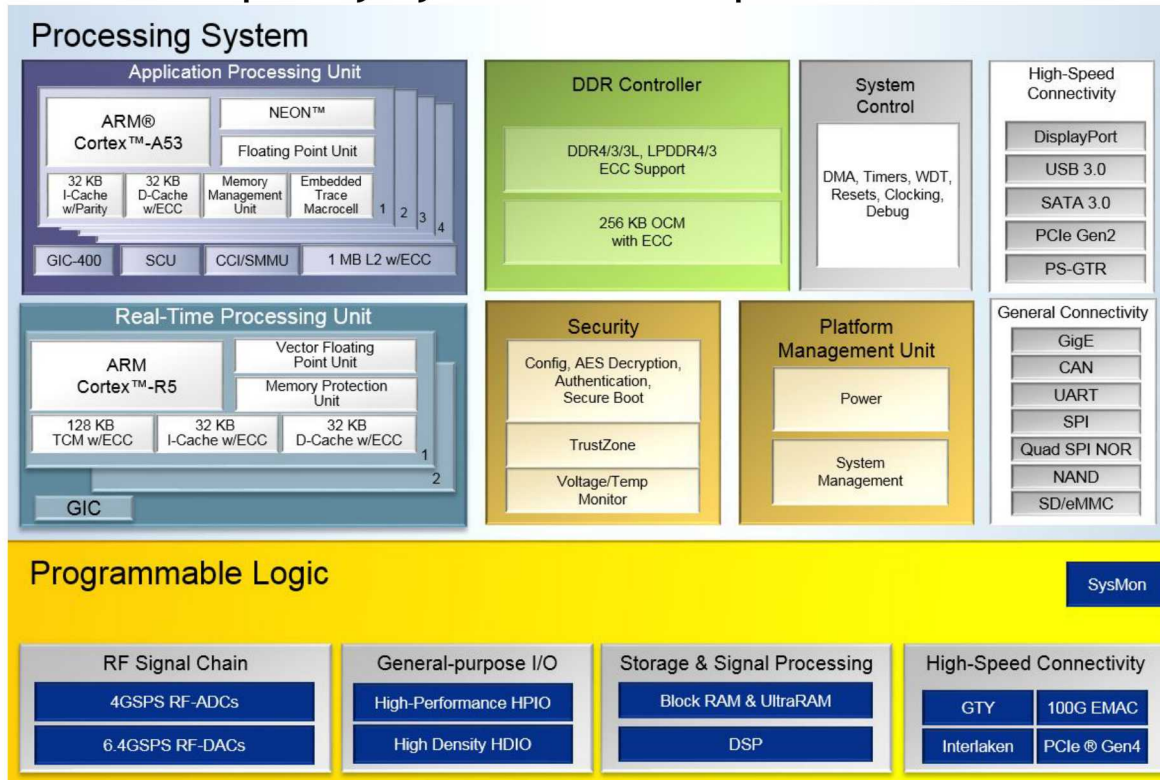 Processing System
Application Processing Unit
ARM®
Cortex™-A53
NEON™
Floating Point Unit
32 KB
I-Cache
w/Parity
32 KB
D-Cache
w/ECC
Memory
Management
Unit
Embedded
Trace
Macrocell
1
2
3
4
GIC-400
SCU
CCI/SMMU
1 MB L2 w/ECC
DDR Controller
DDR4/3/3L, LPDDR4/3
ECC Support
256 KB OCM
with ECC
System
Control
DMA, Timers, WDT,
Resets, Clocking,
Debug
High-Speed
Connectivity
DisplayPort
USB 3.0
SATA 3.0
PCIe Gen2
PS-GTR
Real-Time Processing Unit
ARM
Cortex™-R5
Vector Floating
Point Unit
Memory Protection
Unit
128 KB
TCM w/ECC
32 KB
I-Cache w/ECC
32 KB
D-Cache w/ECC
1
2
GIC
Security
Config, AES Decryption,
Authentication,
Secure Boot
TrustZone
Voltage/Temp
Monitor
Platform
Management Unit
Power
System
Management
General Connectivity
GigE
CAN
UART
SPI
Quad SPI NOR
NAND
SD/eMMC
Programmable Logic
SysMon
RF Signal Chain
4GSPS RF-ADCs
6.4GSPS RF-DACs
General-purpose I/O
High-Performance HPIO
High Density HDIO
Storage & Signal Processing
Block RAM & UltraRAM
DSP
High-Speed Connectivity
GTY
100G EMAC
Interlaken
PCIe ® Gen4